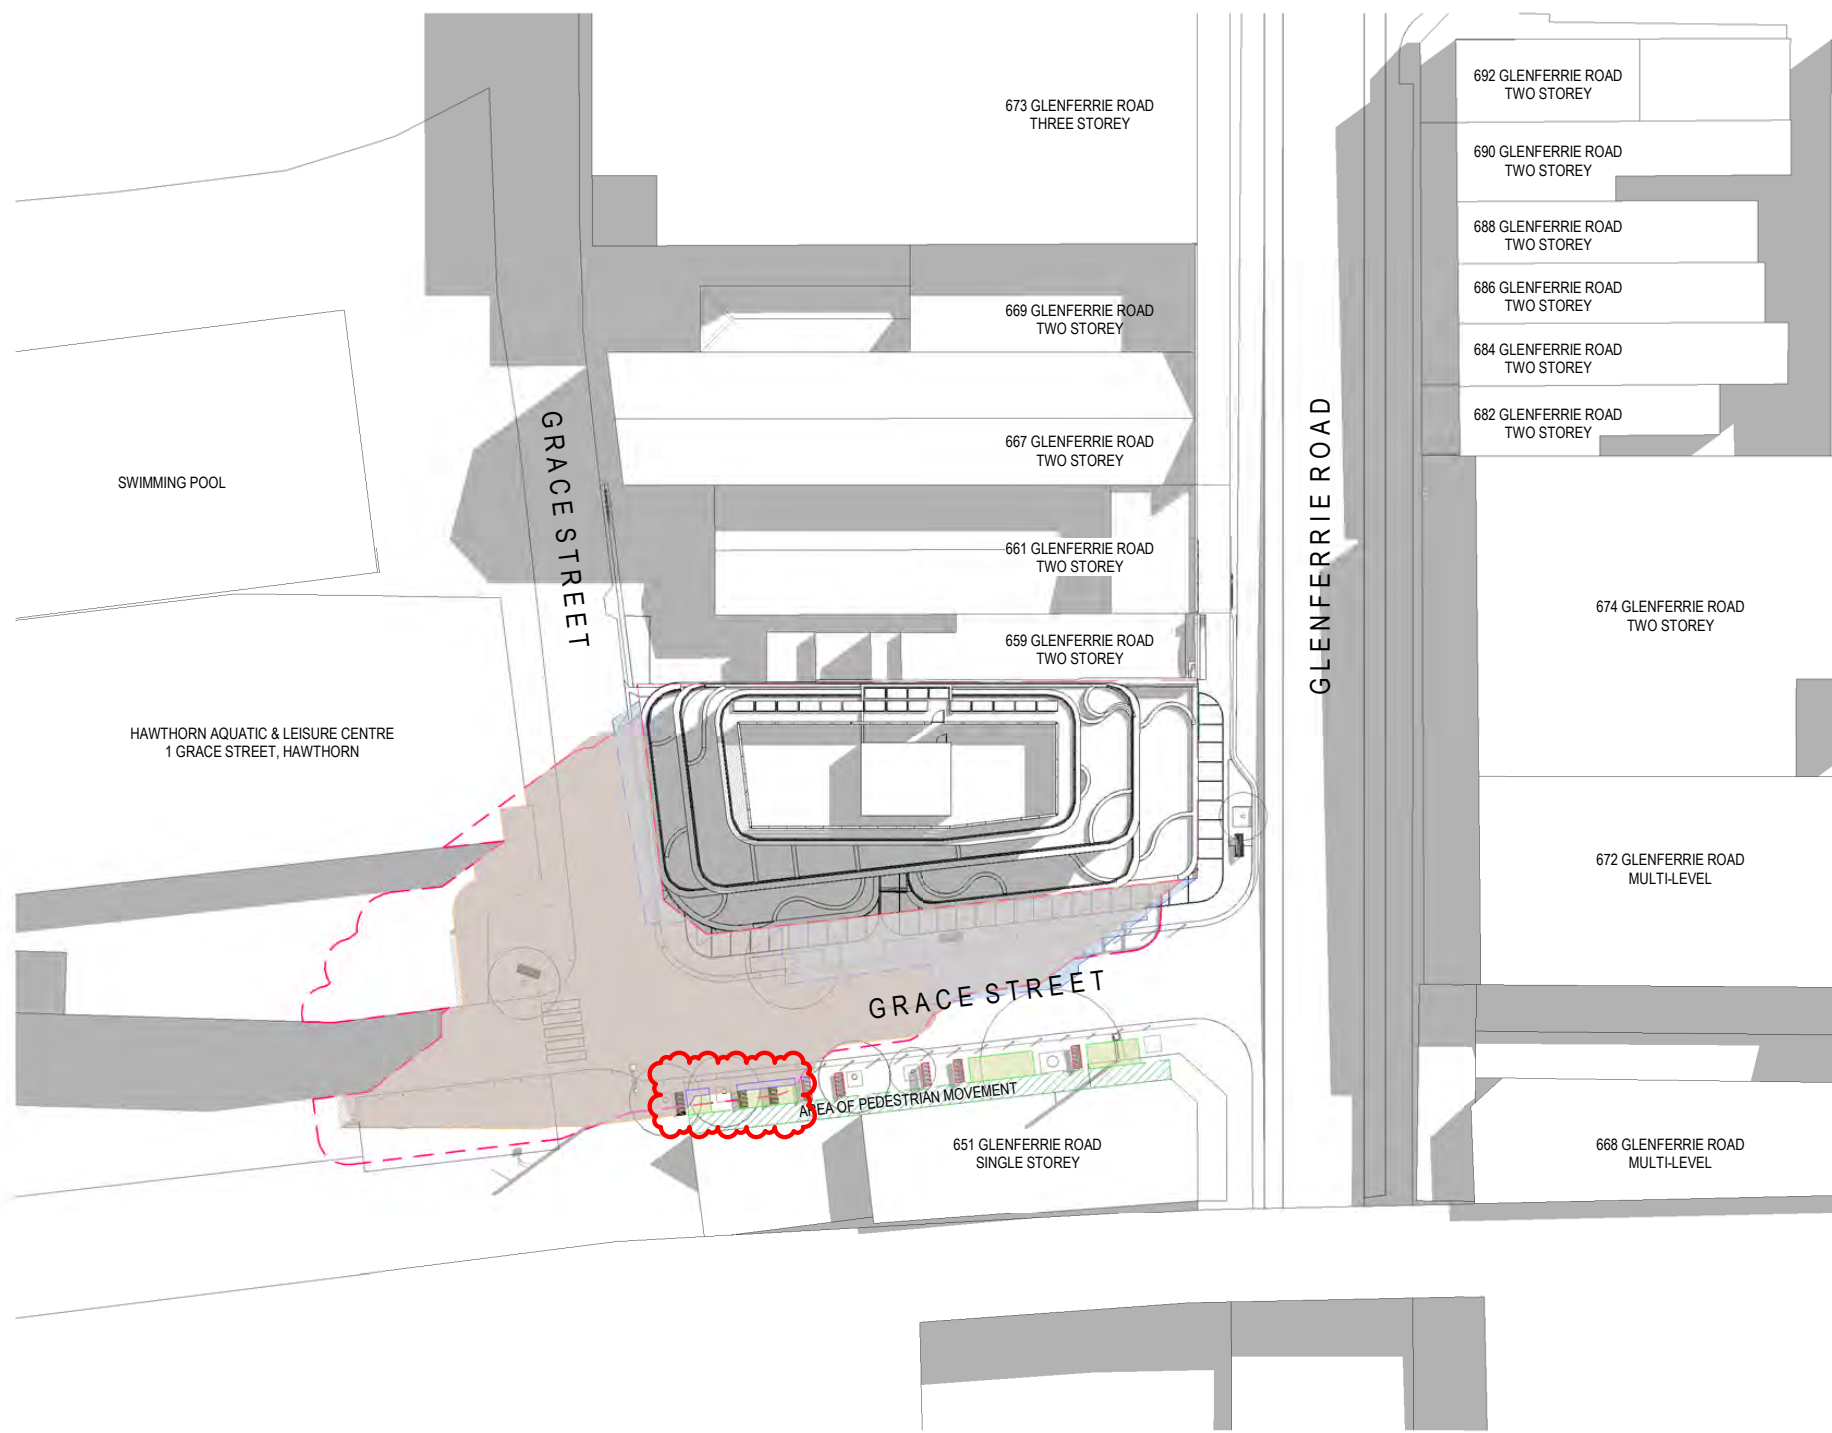 673 GLENFERRIE ROAD
THREE STOREY
692 GLENFERRIE ROAD
TWO STOREY
690 GLENFERRIE ROAD
TWO STOREY
688 GLENFERRIE ROAD
TWO STOREY
686 GLENFERRIE ROAD
TWO STOREY
684 GLENFERRIE ROAD
TWO STOREY
682 GLENFERRIE ROAD
TWO STOREY
669 GLENFERRIE ROAD
TWO STOREY
667 GLENFERRIE ROAD
TWO STOREY
661 GLENFERRIE ROAD
TWO STOREY
659 GLENFERRIE ROAD
TWO STOREY
GRACE STREET
GLENFERRIE ROAD
SWIMMING POOL
HAWTHORN AQUATIC & LEISURE CENTRE
1 GRACE STREET, HAWTHORN
674 GLENFERRIE ROAD
TWO STOREY
672 GLENFERRIE ROAD
MULTI-LEVEL
GRACE STREET
AREA OF PEDESTRIAN MOVEMENT
651 GLENFERRIE ROAD
SINGLE STOREY
668 GLENFERRIE ROAD
MULTI-LEVEL